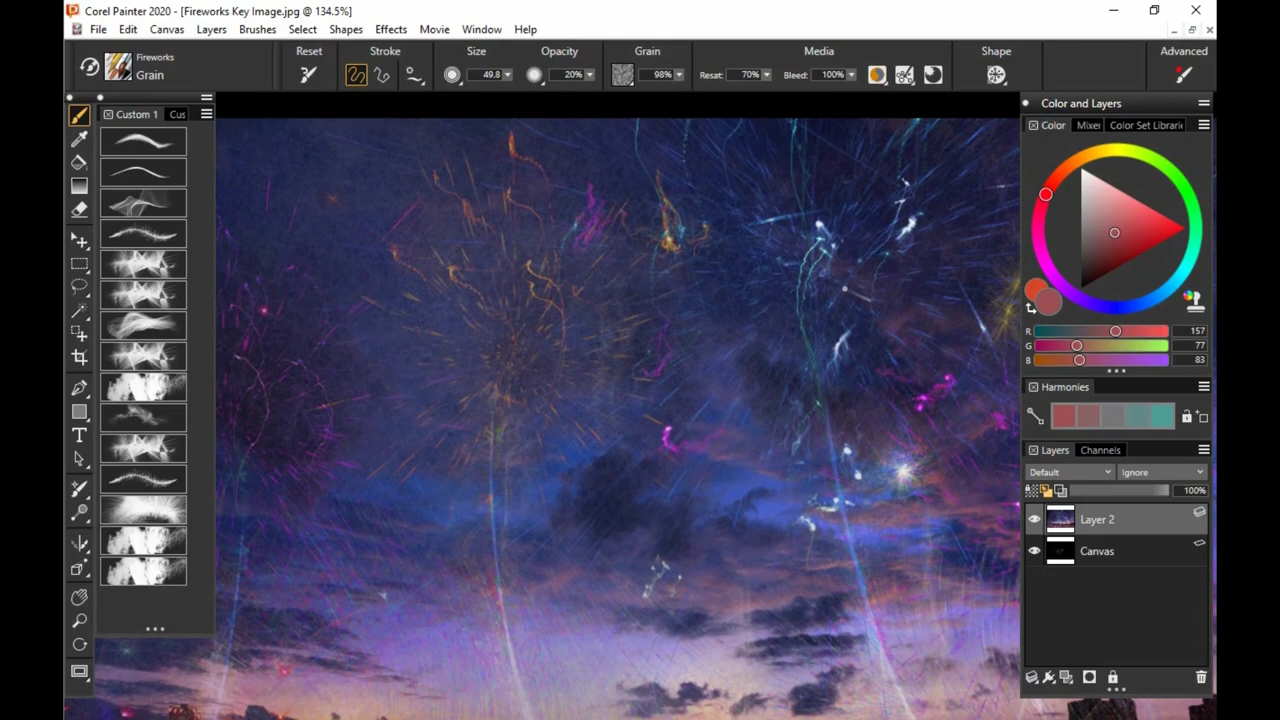 Corel Painter 2020 - [Fireworks Key Image.jpg @ 134.5%]
File Edit Canvas Layers Brushes Select Shapes Effects Movie Window Help
Fireworks
Grain
Reset
Stroke
Size
49.8
Opacity
20%
Grain
98%
Media
Resat: 70%
Bleed: 100%
Shape
Advanced
Custom 1
Cus
Color and Layers
Color
Mixer
Color Set Librari
R 157
G 77
B 83
Harmonies
Layers
Channels
Default
Ignore
100%
Layer 2
Canvas